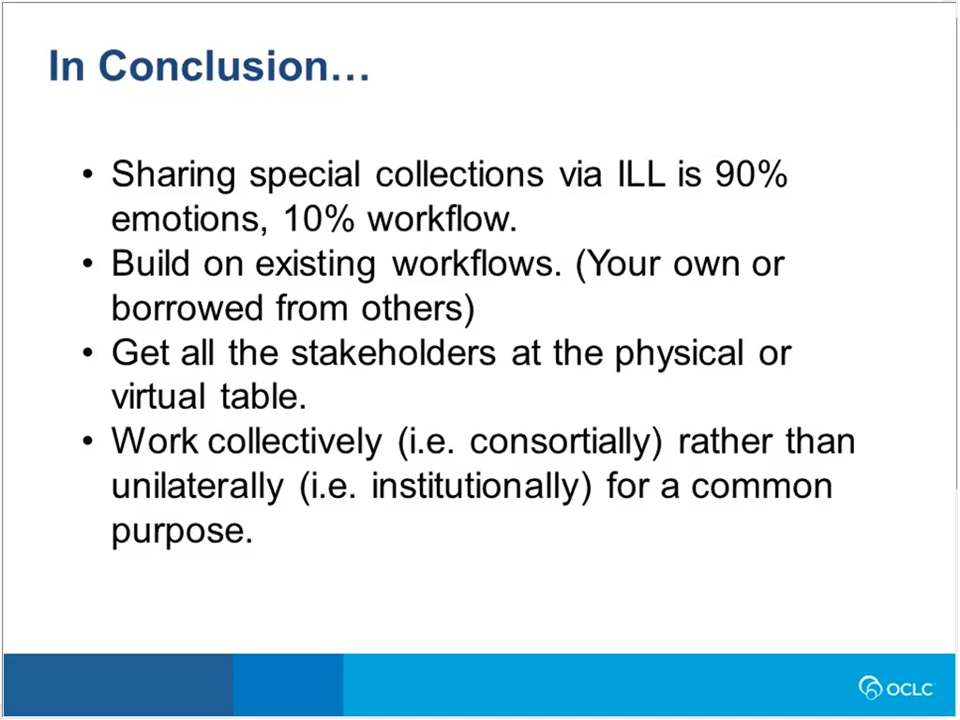 In Conclusion…
• Sharing special collections via ILL is 90%
emotions, 10% workflow.
• Build on existing workflows. (Your own or
borrowed from others)
• Get all the stakeholders at the physical or
virtual table.
• Work collectively (i.e. consortially) rather than
unilaterally (i.e. institutionally) for a common
purpose.
OCLC